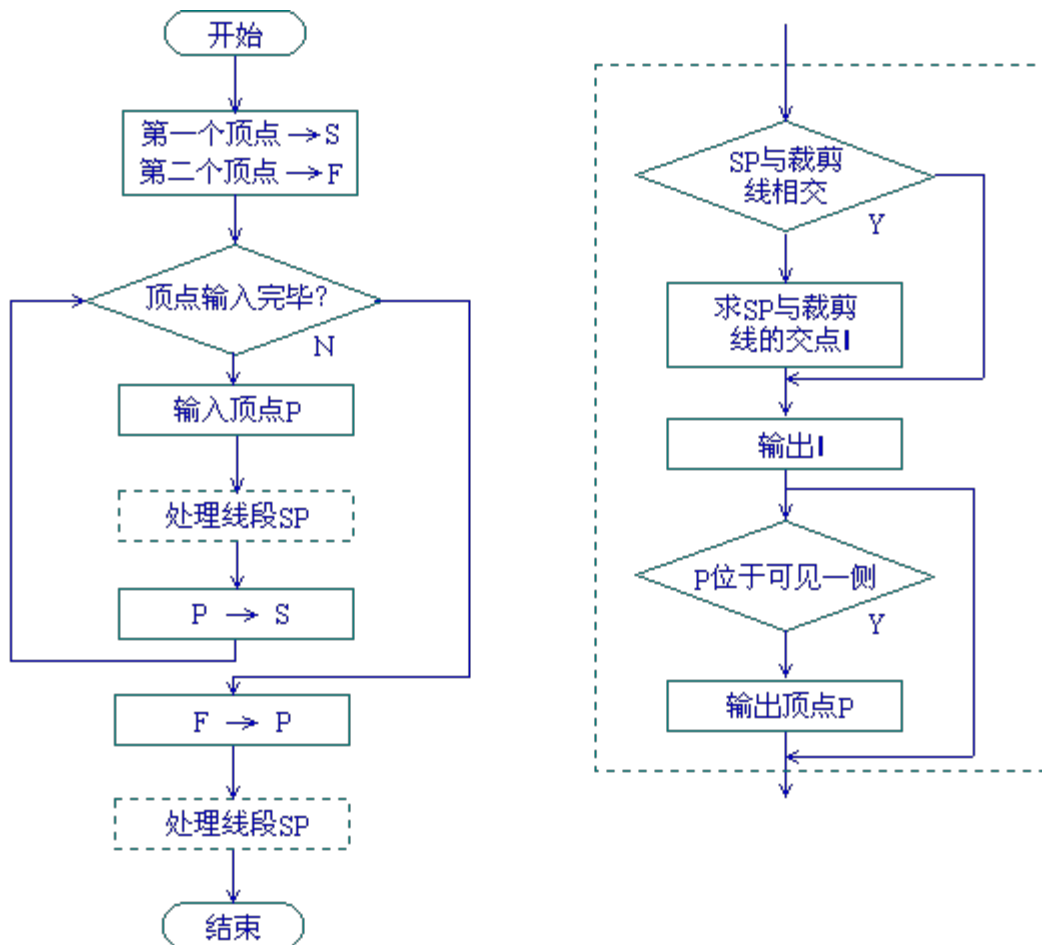 开始
第一个顶点→S
第二个顶点→F
顶点输入完毕?
N
输入顶点P
处理线段SP
P → S
F → P
处理线段SP
结束
SP与裁剪
线相交
Y
求SP与裁剪
线的交点I
输出I
P位于可见一侧
Y
输出顶点P